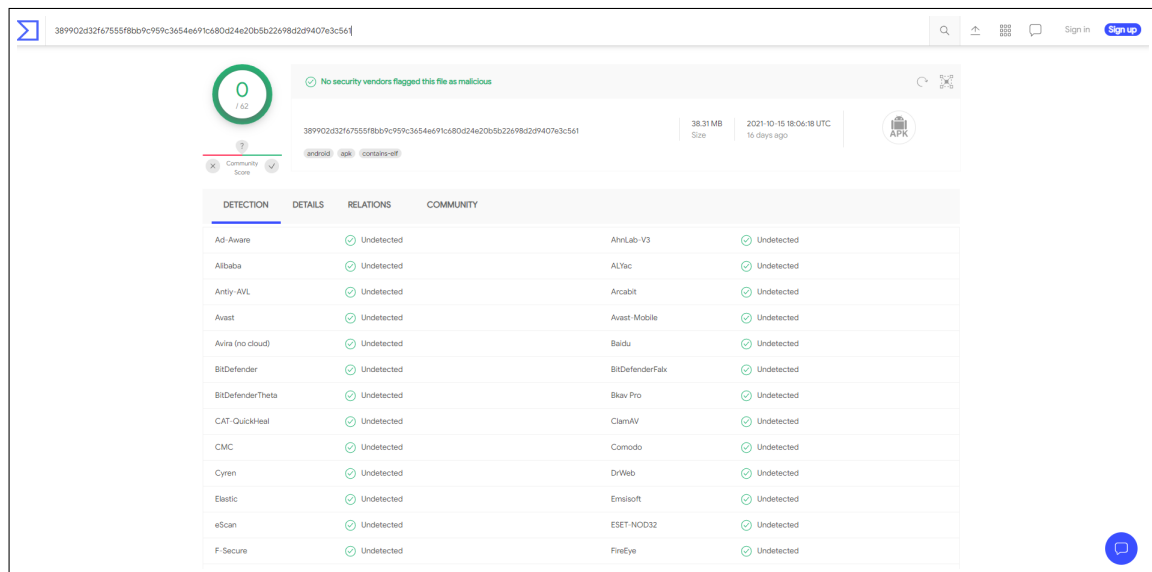 389902d32f67555f8bb9c959c3654e691c680d24e20b5b22698d2d9407e3c561
Sign in
Sign up
0
/ 62
No security vendors flagged this file as malicious
389902d32f67555f8bb9c959c3654e691c680d24e20b5b22698d2d9407e3c561
android apk contains-elf
38.31 MB
Size
2021-10-15 18:06:18 UTC
16 days ago
APK
?
Community
Score
DETECTION DETAILS RELATIONS COMMUNITY
Ad-Aware Undetected AhnLab-V3 Undetected
Alibaba Undetected ALYac Undetected
Antiy-AVL Undetected Arcabit Undetected
Avast Undetected Avast-Mobile Undetected
Avira (no cloud) Undetected Baidu Undetected
BitDefender Undetected BitDefenderFalx Undetected
BitDefenderTheta Undetected Bkav Pro Undetected
CAT-QuickHeal Undetected ClamAV Undetected
CMC Undetected Comodo Undetected
Cyren Undetected DrWeb Undetected
Elastic Undetected Emsisoft Undetected
eScan Undetected ESET-NOD32 Undetected
F-Secure Undetected FireEye Undetected